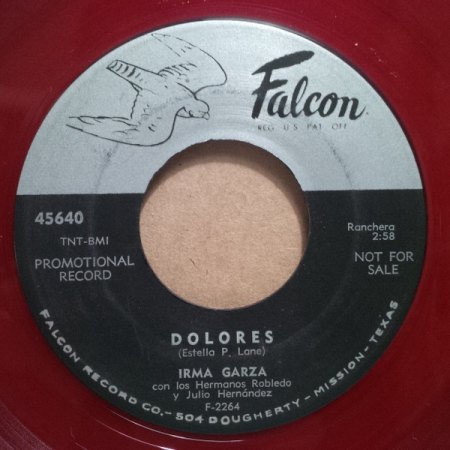 Falcon
REG. U.S. PAT. OFF.
45640
TNT-BMI
PROMOTIONAL
RECORD
Ranchera
2:58
NOT FOR
SALE
DOLORES
(Estella P. Lane)
IRMA GARZA
con los Hermanos Robledo
y Julio Hernández
F-2264
FALCON RECORD CO.-504 DOUGHERTY-MISSION, TEXAS